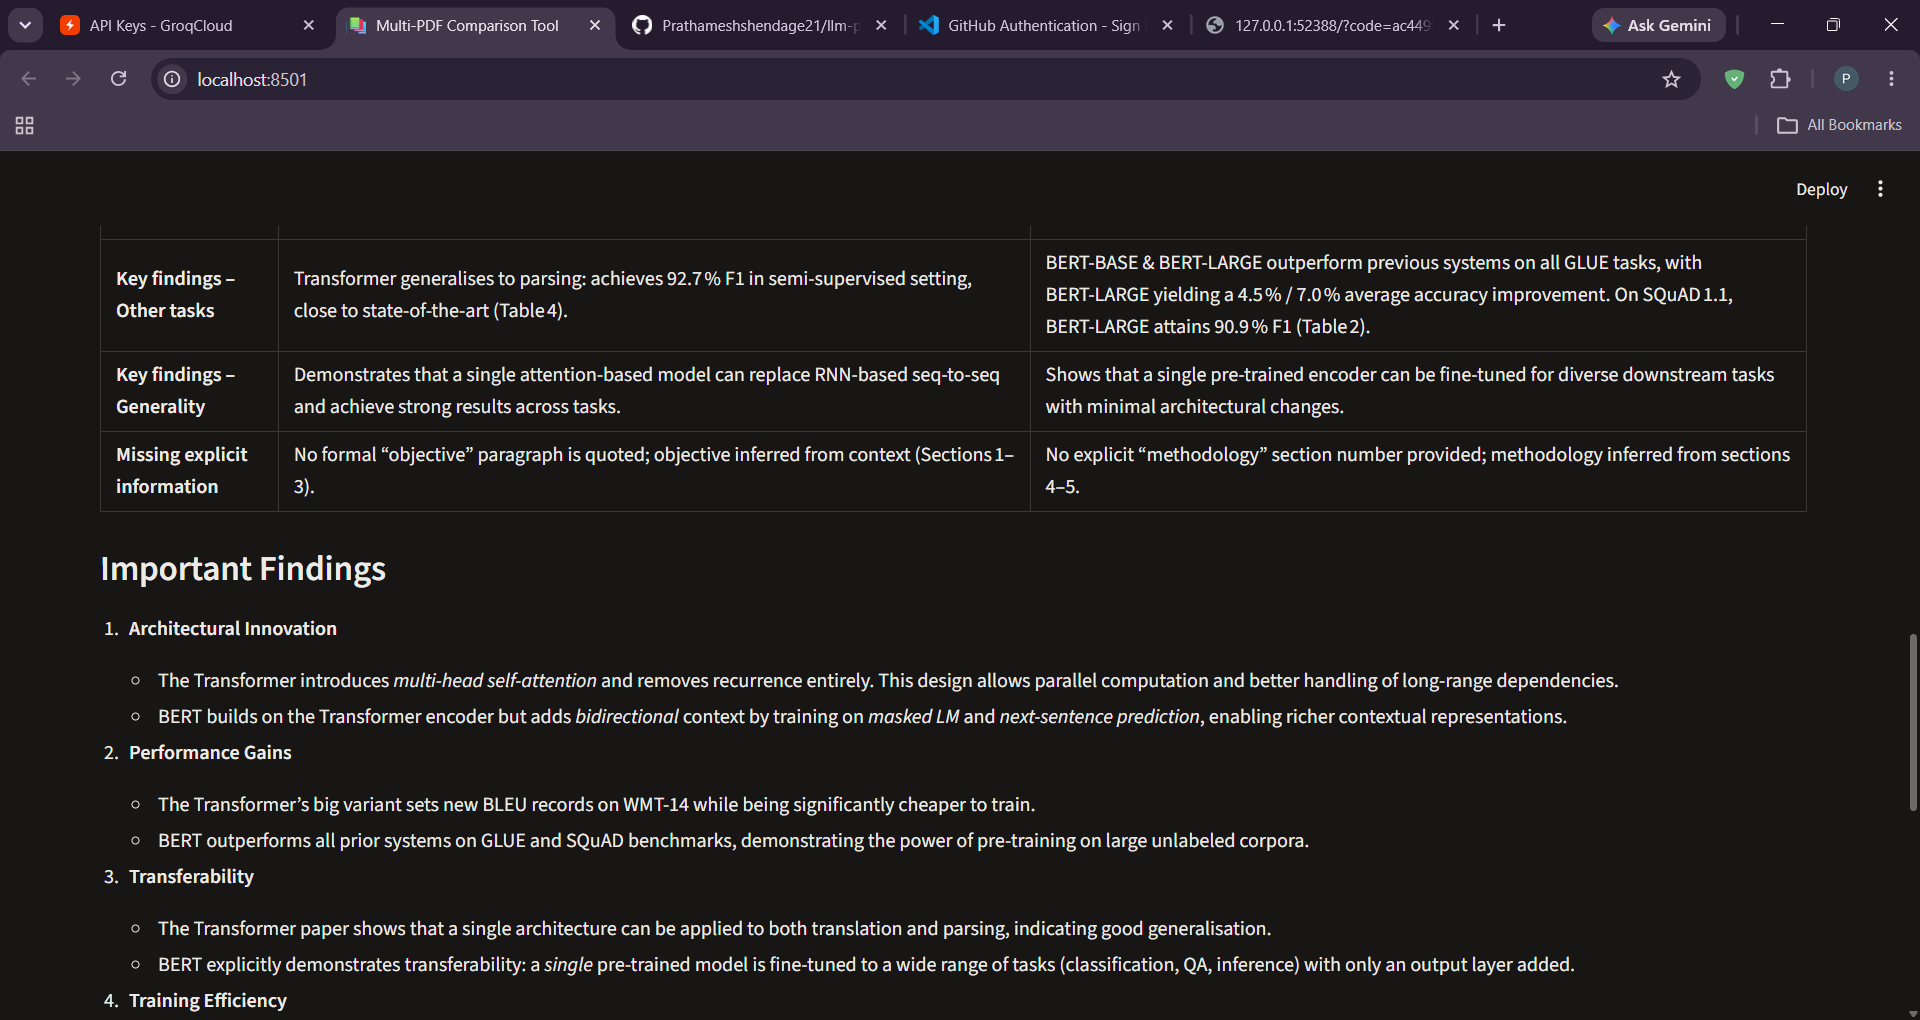 API Keys - GroqCloud
Multi-PDF Comparison Tool
Prathameshshendage21/llm-p
GitHub Authentication - Sign
127.0.0.1:52388/?code=ac449
Ask Gemini
localhost:8501
P
All Bookmarks
Deploy
Key findings –
Other tasks
Transformer generalises to parsing: achieves 92.7 % F1 in semi-supervised setting,
close to state-of-the-art (Table 4).
BERT-BASE & BERT-LARGE outperform previous systems on all GLUE tasks, with
BERT-LARGE yielding a 4.5 % / 7.0 % average accuracy improvement. On SQuAD 1.1,
BERT-LARGE attains 90.9 % F1 (Table 2).
Key findings –
Generality
Demonstrates that a single attention-based model can replace RNN-based seq-to-seq
and achieve strong results across tasks.
Shows that a single pre-trained encoder can be fine-tuned for diverse downstream tasks
with minimal architectural changes.
Missing explicit
information
No formal “objective” paragraph is quoted; objective inferred from context (Sections 1–
3).
No explicit “methodology” section number provided; methodology inferred from sections
4–5.
Important Findings
1. Architectural Innovation
The Transformer introduces multi-head self-attention and removes recurrence entirely. This design allows parallel computation and better handling of long-range dependencies.
BERT builds on the Transformer encoder but adds bidirectional context by training on masked LM and next-sentence prediction, enabling richer contextual representations.
2. Performance Gains
The Transformer’s big variant sets new BLEU records on WMT-14 while being significantly cheaper to train.
BERT outperforms all prior systems on GLUE and SQuAD benchmarks, demonstrating the power of pre-training on large unlabeled corpora.
3. Transferability
The Transformer paper shows that a single architecture can be applied to both translation and parsing, indicating good generalisation.
BERT explicitly demonstrates transferability: a single pre-trained model is fine-tuned to a wide range of tasks (classification, QA, inference) with only an output layer added.
4. Training Efficiency